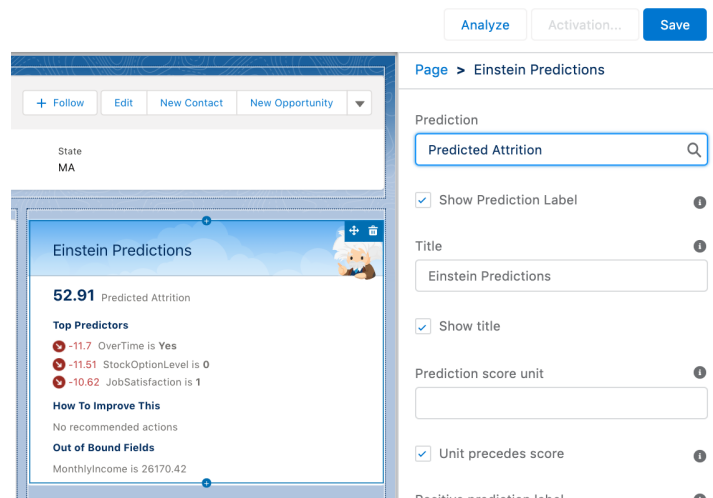 Analyze
Activation...
Save
Page > Einstein Predictions
+ Follow
Edit
New Contact
New Opportunity
State
MA
Einstein Predictions
52.91 Predicted Attrition
Top Predictors
-11.7 OverTime is Yes
-11.51 StockOptionLevel is 0
-10.62 JobSatisfaction is 1
How To Improve This
No recommended actions
Out of Bound Fields
MonthlyIncome is 26170.42
Prediction
Predicted Attrition
Show Prediction Label
Title
Einstein Predictions
Show title
Prediction score unit
Unit precedes score
Positive prediction label